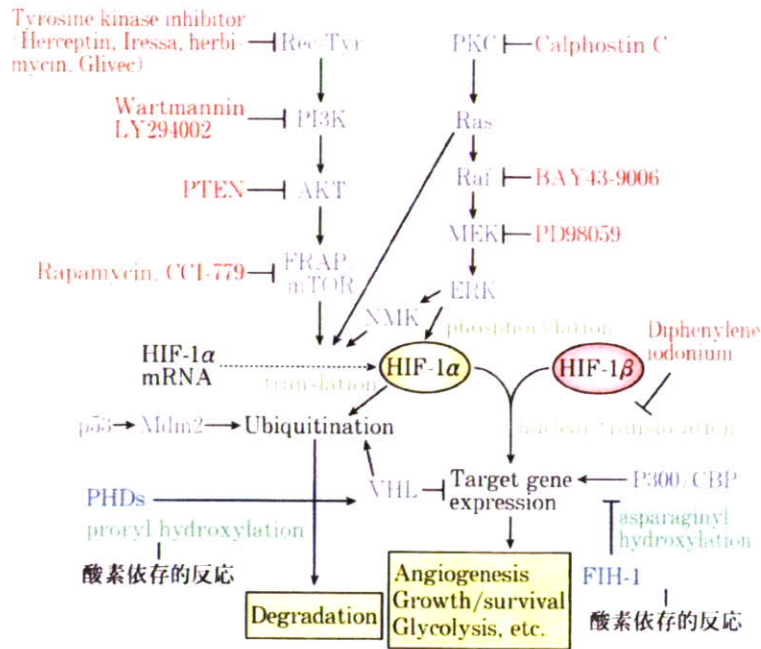 Tyrosine kinase inhibitor
(Herceptin, Iressa, herbi-
mycin, Glivec)
Rec-Tyr
PKC
Calphostin C
Wartmannin
LY294002
PI3K
Ras
PTEN
AKT
Raf
BAY43-9006
MEK
PD98059
Rapamycin, CCI-779
FRAP,
mTOR
ERK
NMK
phosphorylation
Diphenylene
iodonium
HIF-1α
mRNA
translation
HIF-1α
HIF-1β
p53
Mdm2
Ubiquitination
nuclear translocation
PHDs
VHL
Target gene
expression
P300/CBP
proryl hydroxylation
asparaginyl
hydroxylation
酸素依存的反応
FIH-1
Degradation
Angiogenesis
Growth/survival
Glycolysis, etc.
酸素依存的反応